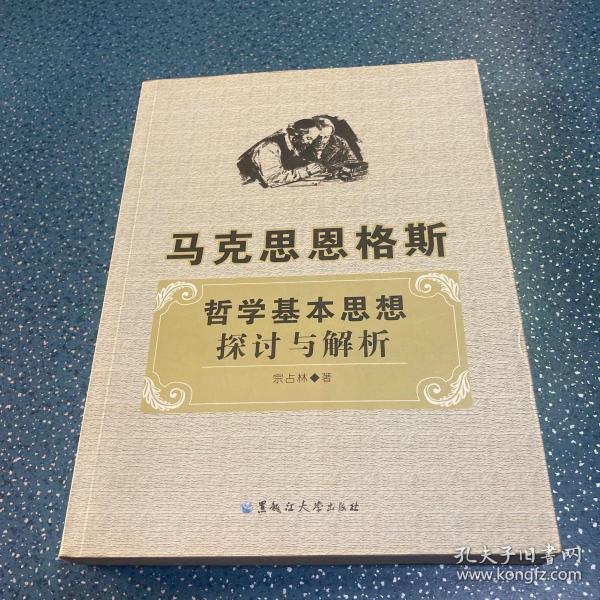 马克思恩格斯
哲学基本思想
探讨与解析
宗占林◆著
黑龙江大学出版社
孔夫子旧书网
www.kongfz.com